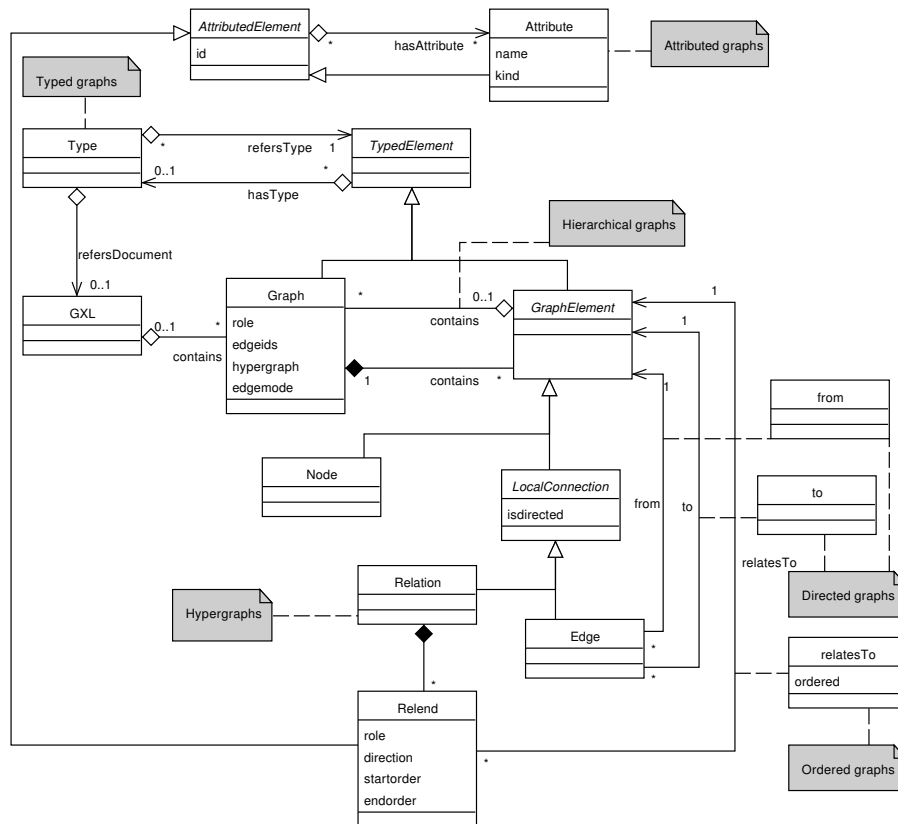 AttributedElement
id
*
hasAttribute
*
Attribute
name
kind
Attributed graphs
Typed graphs
Type
*
refersType
1
TypedElement
0..1
*
hasType
Hierarchical graphs
refersDocument
0..1
GXL
0..1
*
contains
Graph
role
edgeids
hypergraph
edgemode
*
0..1
contains
1
contains
*
GraphElement
1
1
1
from
Node
LocalConnection
isdirected
from
to
to
relatesTo
Directed graphs
Hypergraphs
Relation
Edge
*
*
relatesTo
ordered
*
Relend
role
direction
startorder
endorder
*
Ordered graphs